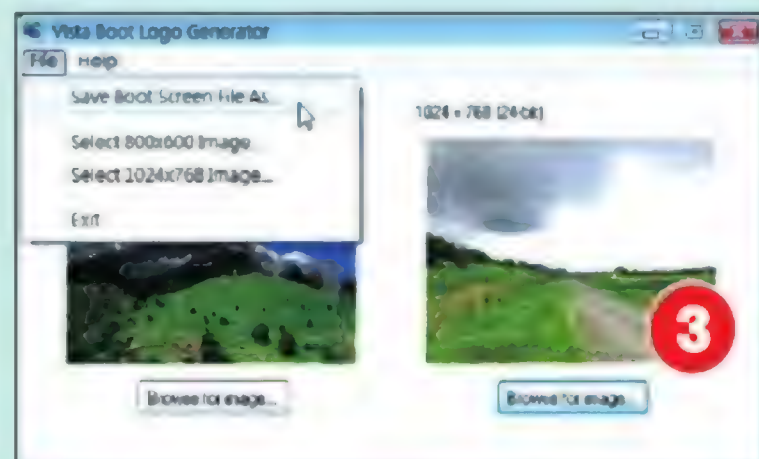 Vista Boot Logo Generator
File Help
Save Boot Screen File As...
Select 800x600 Image...
Select 1024x768 Image...
Exit
1024 x 768 (24-bit)
3
Browse for image... Browse for image...